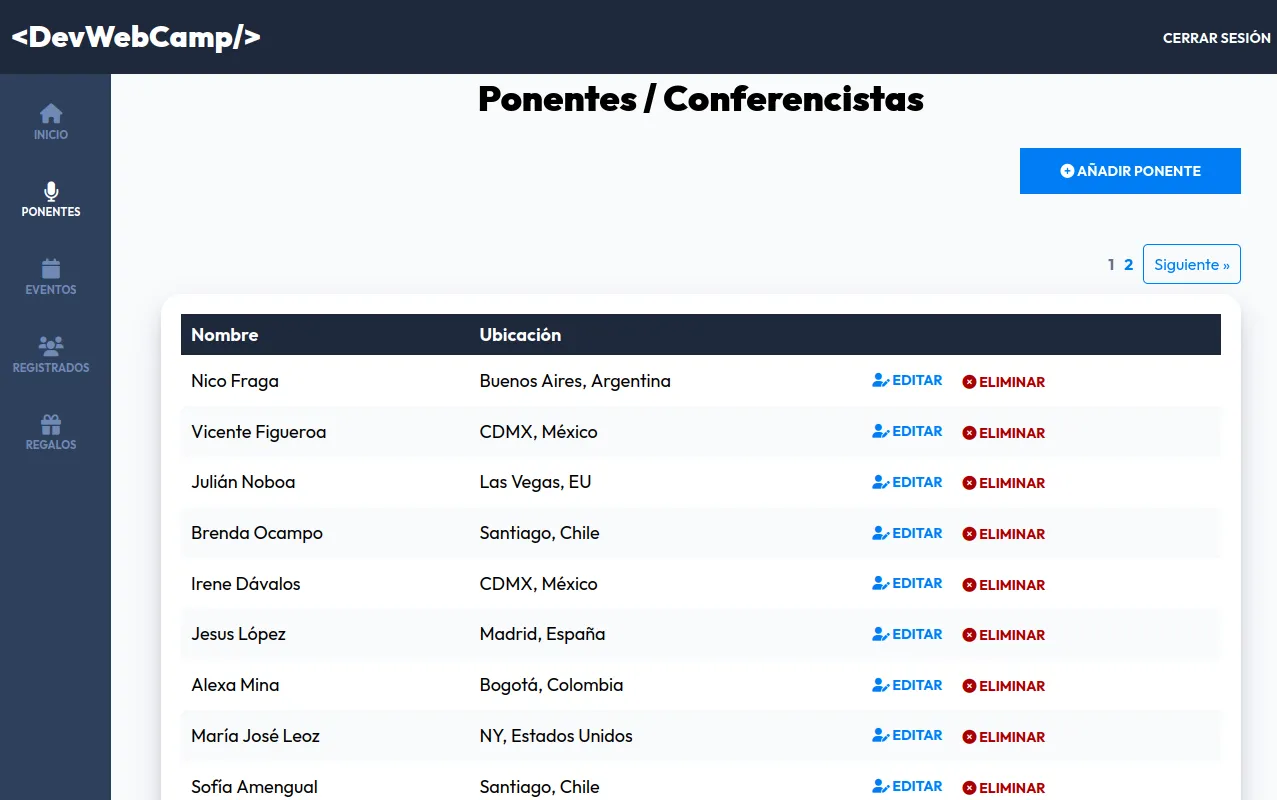 <DevWebCamp/>
CERRAR SESIÓN
INICIO
PONENTES
EVENTOS
REGISTRADOS
REGALOS
Ponentes / Conferencistas
AÑADIR PONENTE
1 2 Siguiente »
Nombre Ubicación
Nico Fraga Buenos Aires, Argentina EDITAR ELIMINAR
Vicente Figueroa CDMX, México EDITAR ELIMINAR
Julián Noboa Las Vegas, EU EDITAR ELIMINAR
Brenda Ocampo Santiago, Chile EDITAR ELIMINAR
Irene Dávalos CDMX, México EDITAR ELIMINAR
Jesus López Madrid, España EDITAR ELIMINAR
Alexa Mina Bogotá, Colombia EDITAR ELIMINAR
María José Leoz NY, Estados Unidos EDITAR ELIMINAR
Sofía Amengual Santiago, Chile EDITAR ELIMINAR